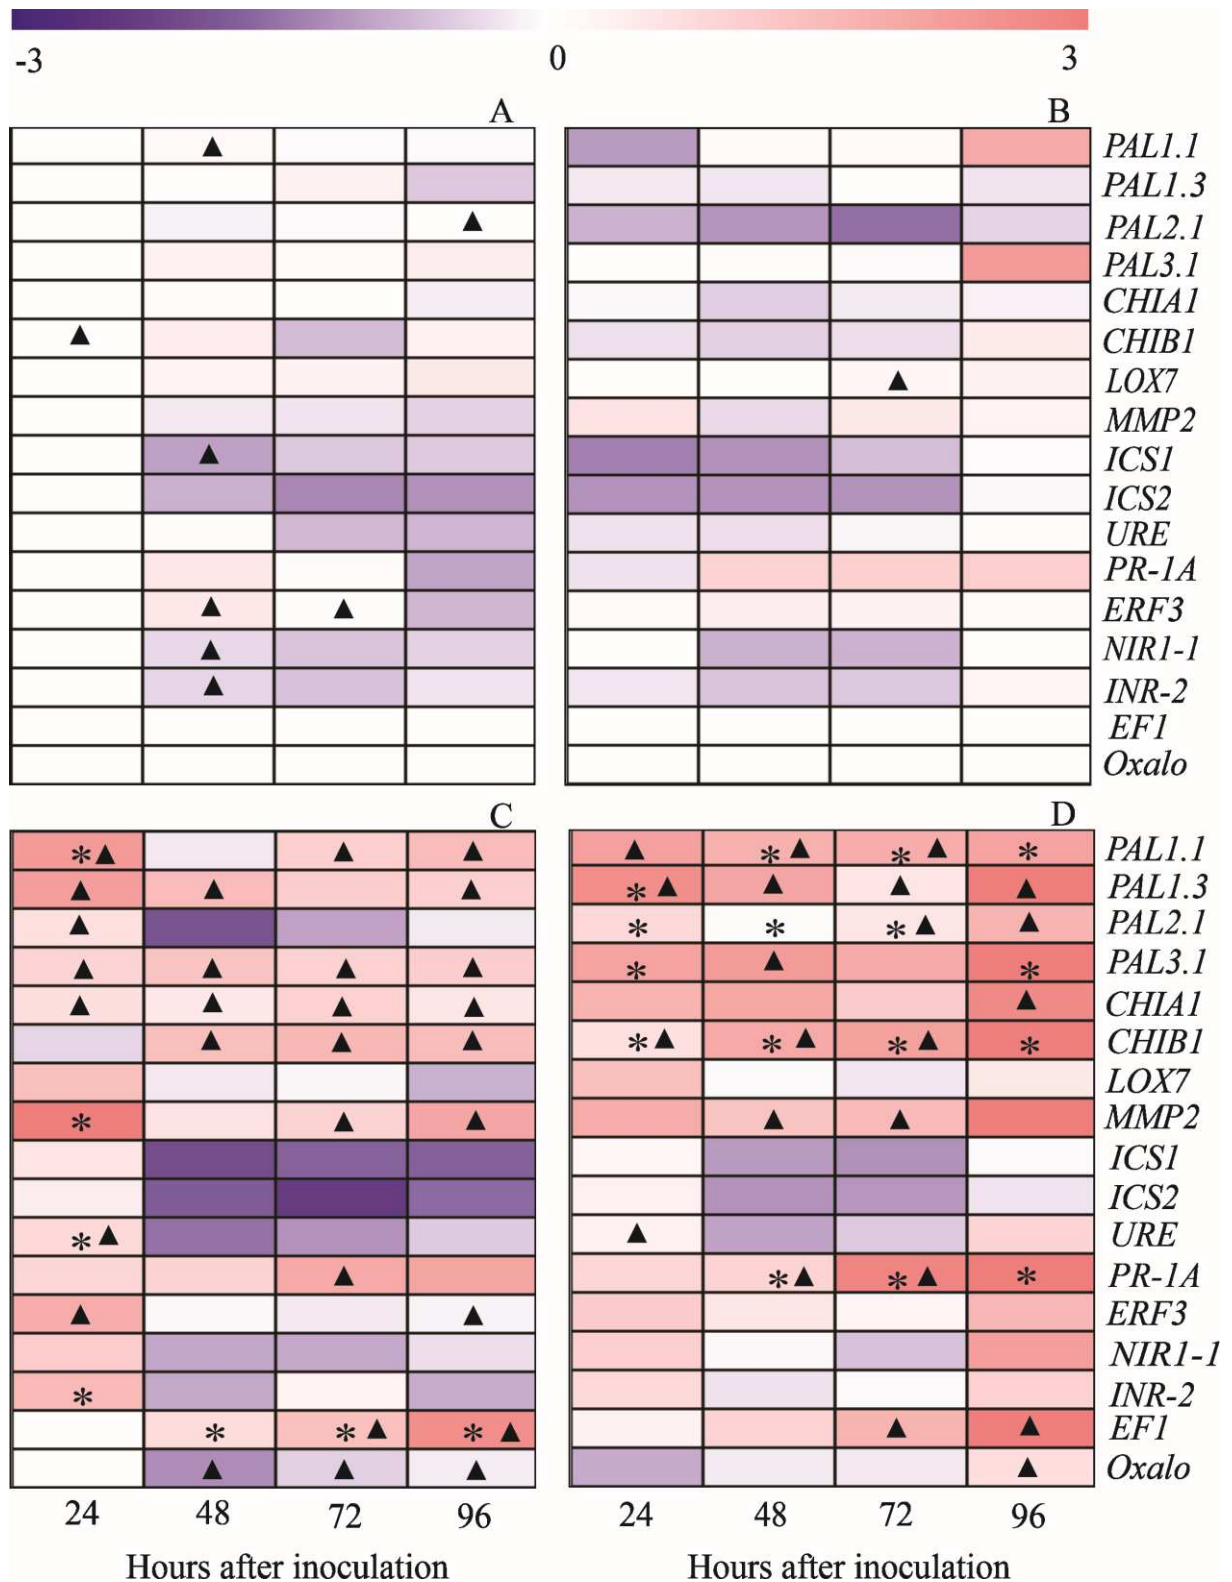 -3 0 3
A B
PAL1.1
PAL1.3
PAL2.1
PAL3.1
CHIA1
CHIB1
LOX7
MMP2
ICS1
ICS2
URE
PR-1A
ERF3
NIR1-1
INR-2
EF1
Oxalo
C D
* * * * PAL1.1
* PAL1.3
* * * PAL2.1
* * PAL3.1
CHIA1
* * * * CHIB1
LOX7
* MMP2
ICS1
ICS2
* URE
* * * PR-1A
ERF3
NIR1-1
* INR-2
* * * EF1
Oxalo
24 48 72 96 24 48 72 96
Hours after inoculation Hours after inoculation